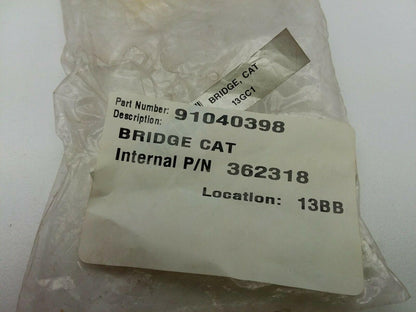 BRIDGE, CAT
13GC1
Part Number: 91040398
Description:
BRIDGE CAT
Internal P/N 362318
Location: 13BB